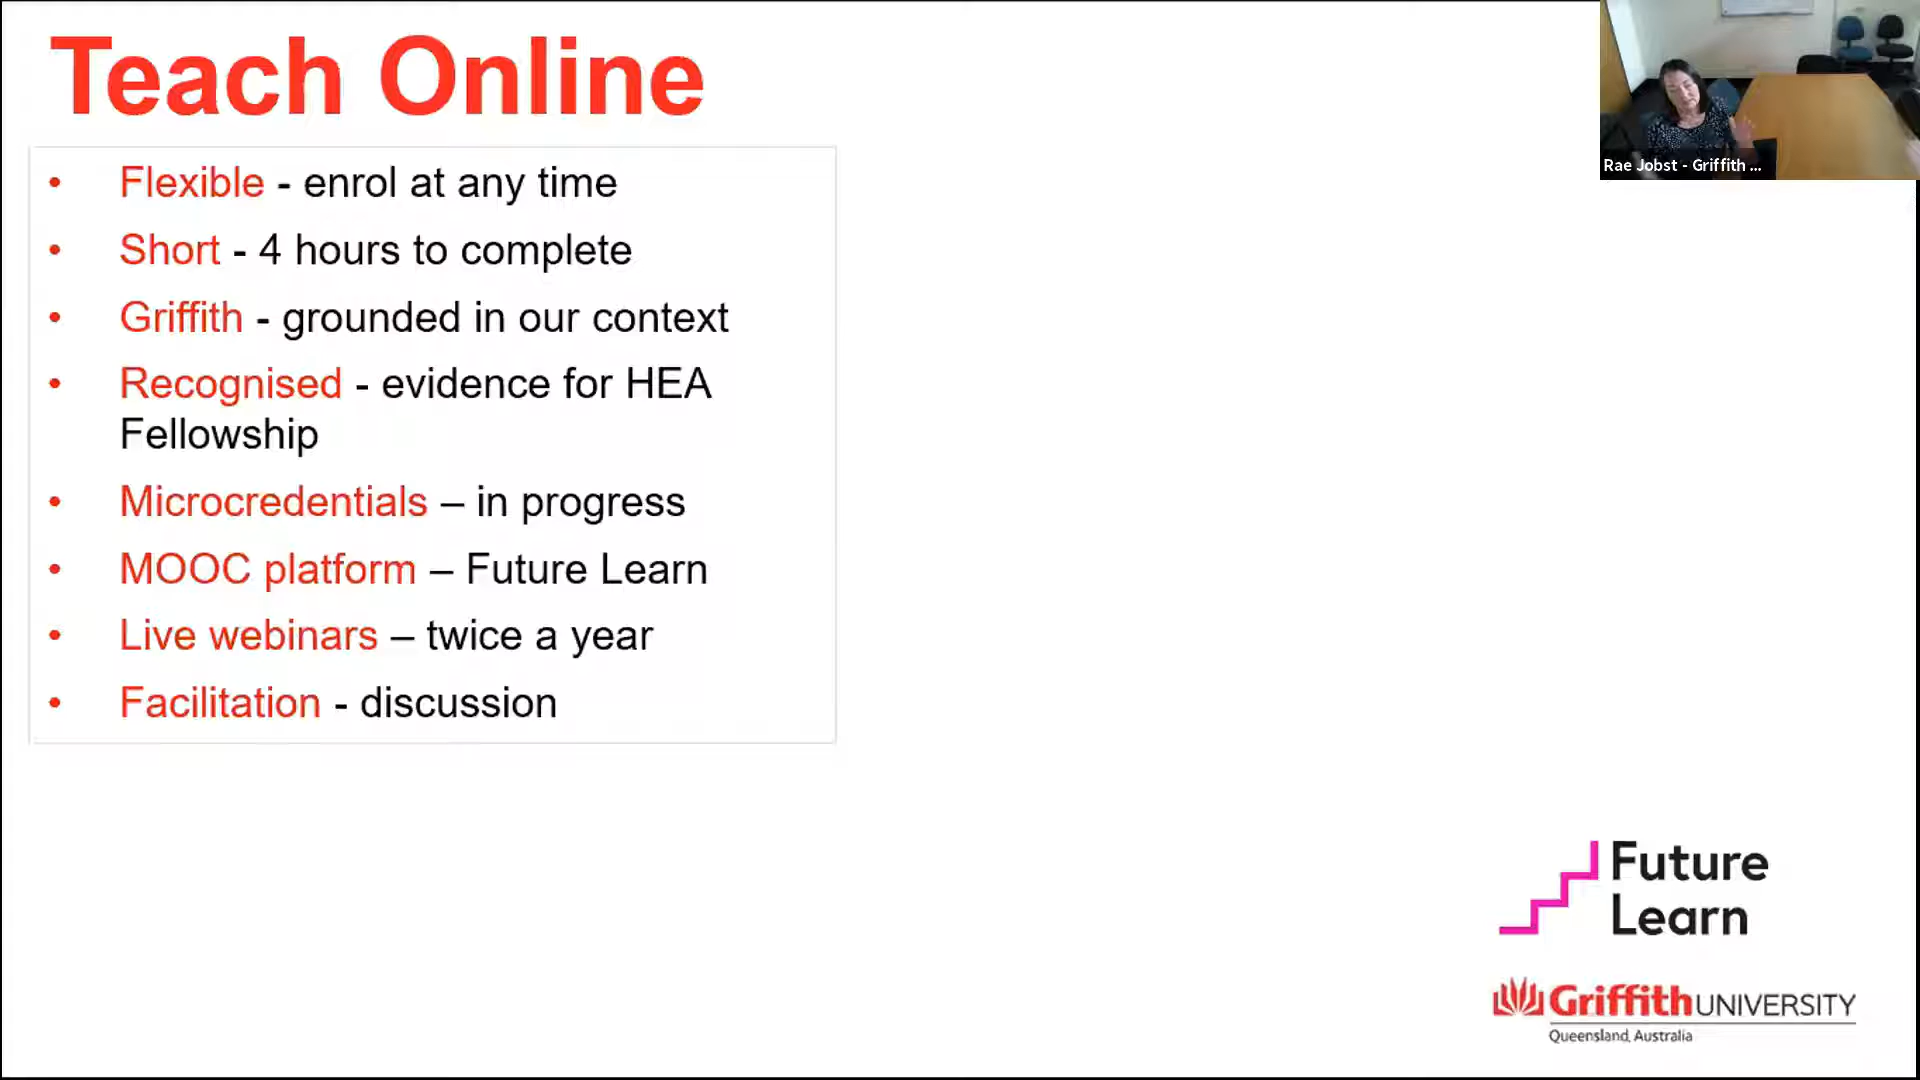 Teach Online
• Flexible - enrol at any time
• Short - 4 hours to complete
• Griffith - grounded in our context
• Recognised - evidence for HEA
Fellowship
• Microcredentials – in progress
• MOOC platform – Future Learn
• Live webinars – twice a year
• Facilitation - discussion
Rae Jobst - Griffith ...
Future
Learn
Griffith UNIVERSITY
Queensland, Australia